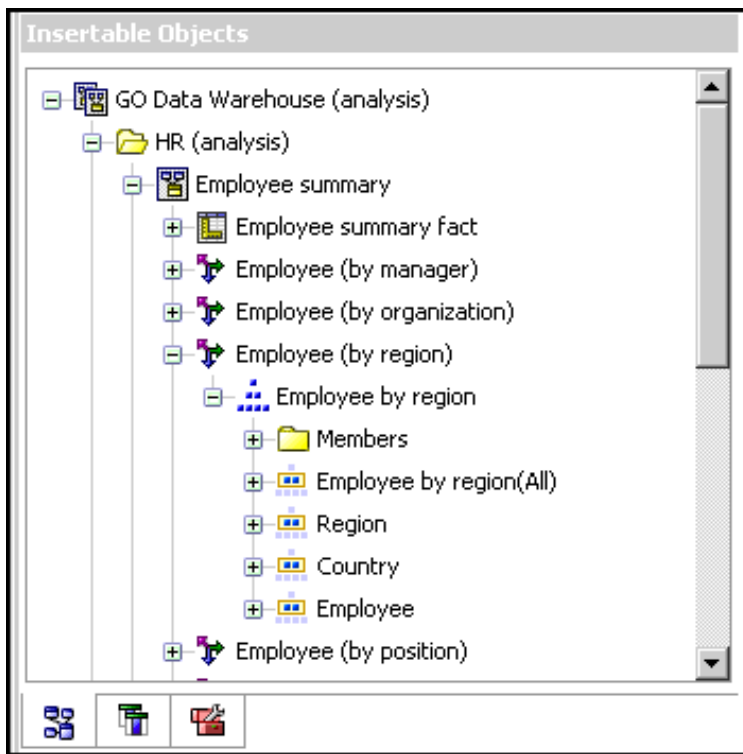 Insertable Objects
GO Data Warehouse (analysis)
HR (analysis)
Employee summary
Employee summary fact
Employee (by manager)
Employee (by organization)
Employee (by region)
Employee by region
Members
Employee by region(All)
Region
Country
Employee
Employee (by position)